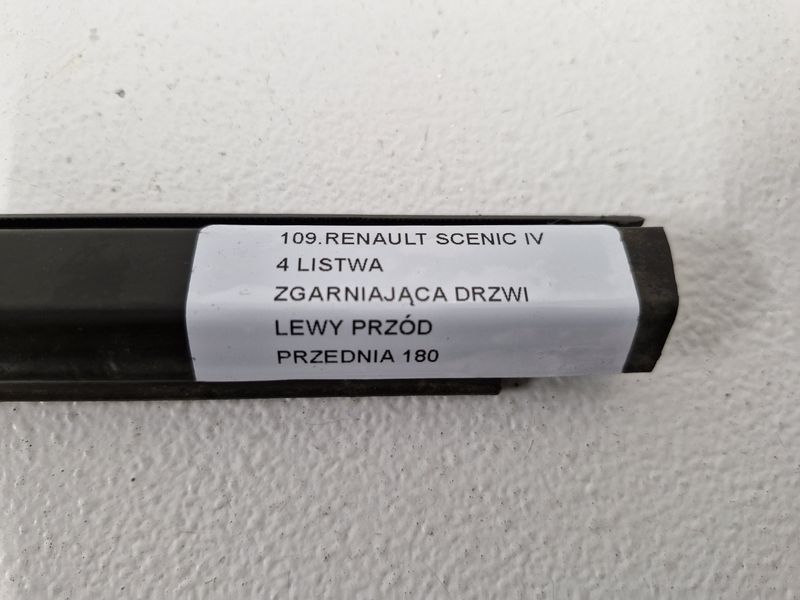 109.RENAULT SCENIC IV
4 LISTWA
ZGARNIAJĄCA DRZWI
LEWY PRZÓD
PRZEDNIA 180